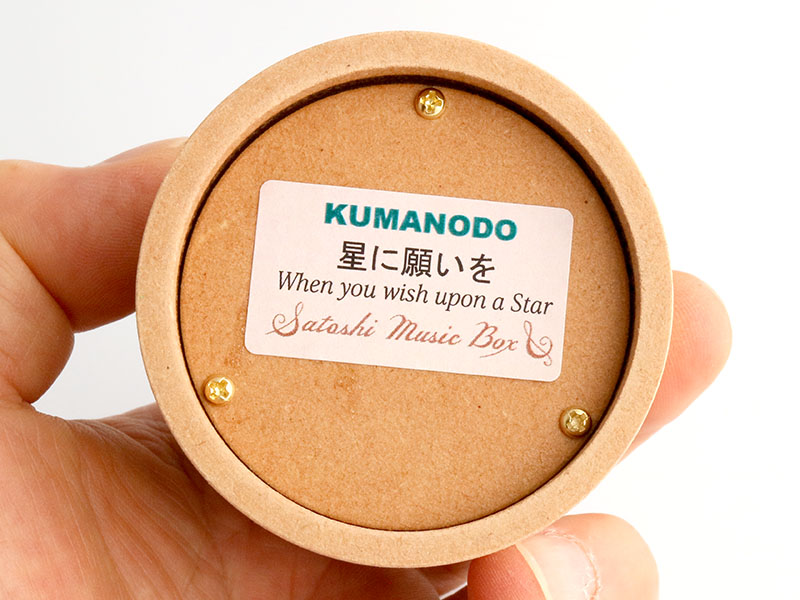 KUMANODO
星に願いを
When you wish upon a Star
Satoshi Music Box